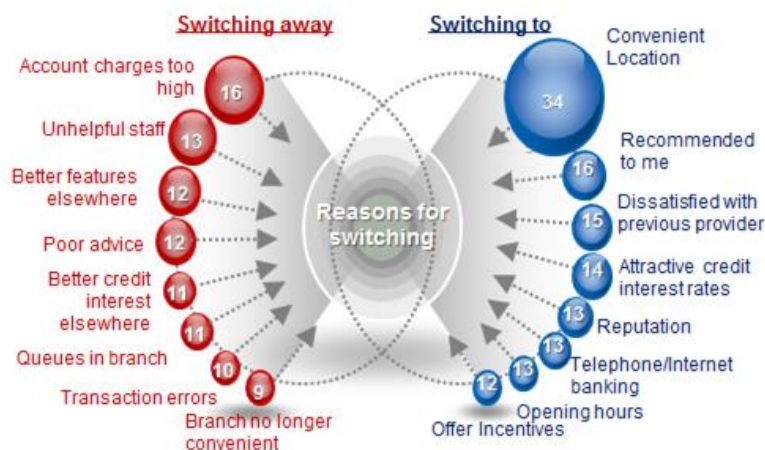 Switching away
Account charges too
high
16
Unhelpful staff
13
Better features
elsewhere
12
Poor advice
12
Better credit
interest
elsewhere
11
Queues in branch
11
Transaction errors
10
Branch no longer
convenient
9
Reasons for
switching
Switching to
Convenient
Location
34
Recommended
to me
16
Dissatisfied with
previous provider
15
Attractive credit
interest rates
14
Reputation
13
Telephone/Internet
banking
13
Opening hours
13
Offer Incentives
12